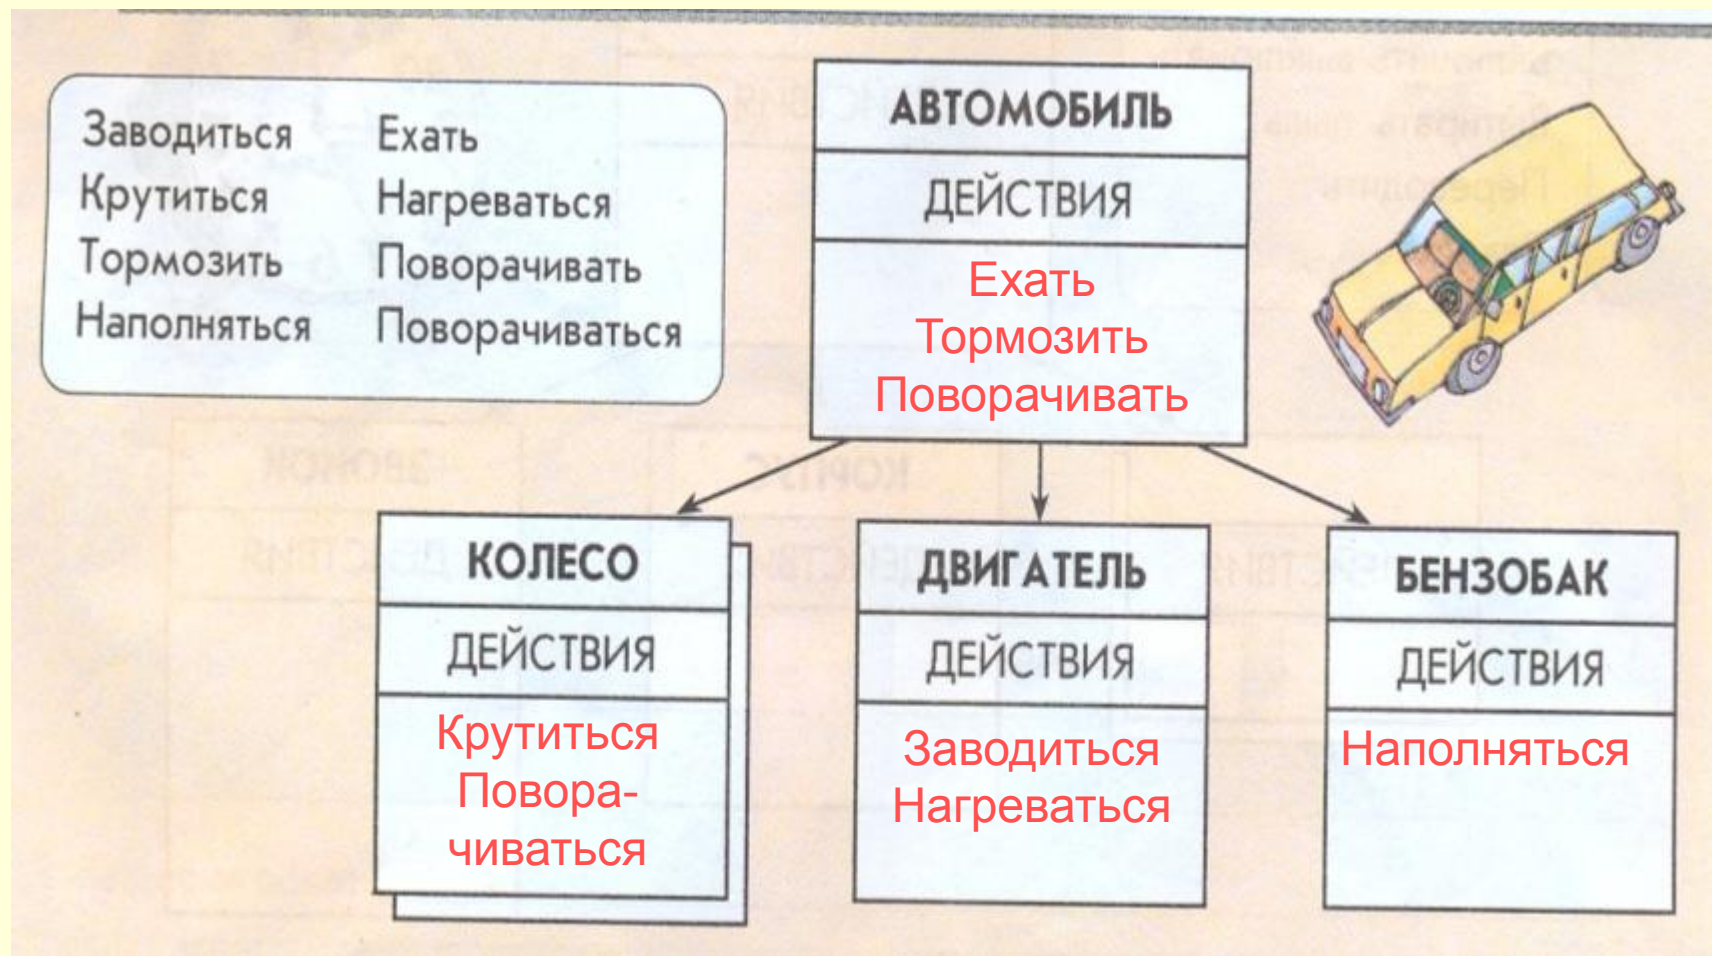 Заводиться Ехать
Крутиться Нагреваться
Тормозить Поворачивать
Наполняться Поворачиваться
АВТОМОБИЛЬ
ДЕЙСТВИЯ
Ехать
Тормозить
Поворачивать
КОЛЕСО
ДЕЙСТВИЯ
Крутиться
Повора-
чиваться
ДВИГАТЕЛЬ
ДЕЙСТВИЯ
Заводиться
Нагреваться
БЕНЗОБАК
ДЕЙСТВИЯ
Наполняться